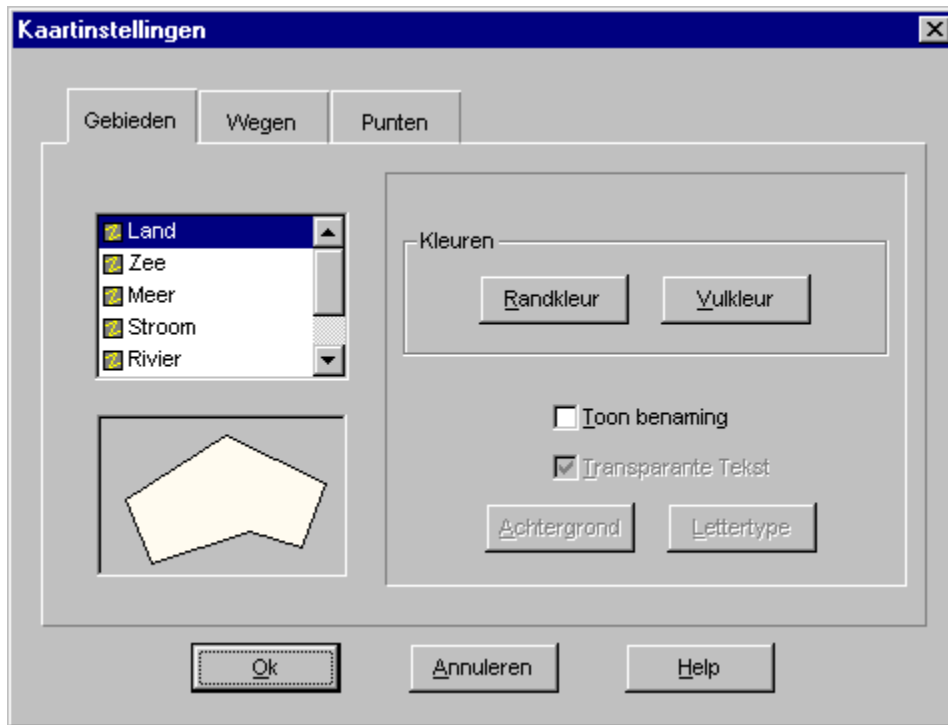 Kaartinstellingen
Gebieden Wegen Punten
Land
Zee
Meer
Stroom
Rivier
Kleuren
Randkleur Vulkleur
Toon benaming
Transparante Tekst
Achtergrond Lettertype
Ok Annuleren Help